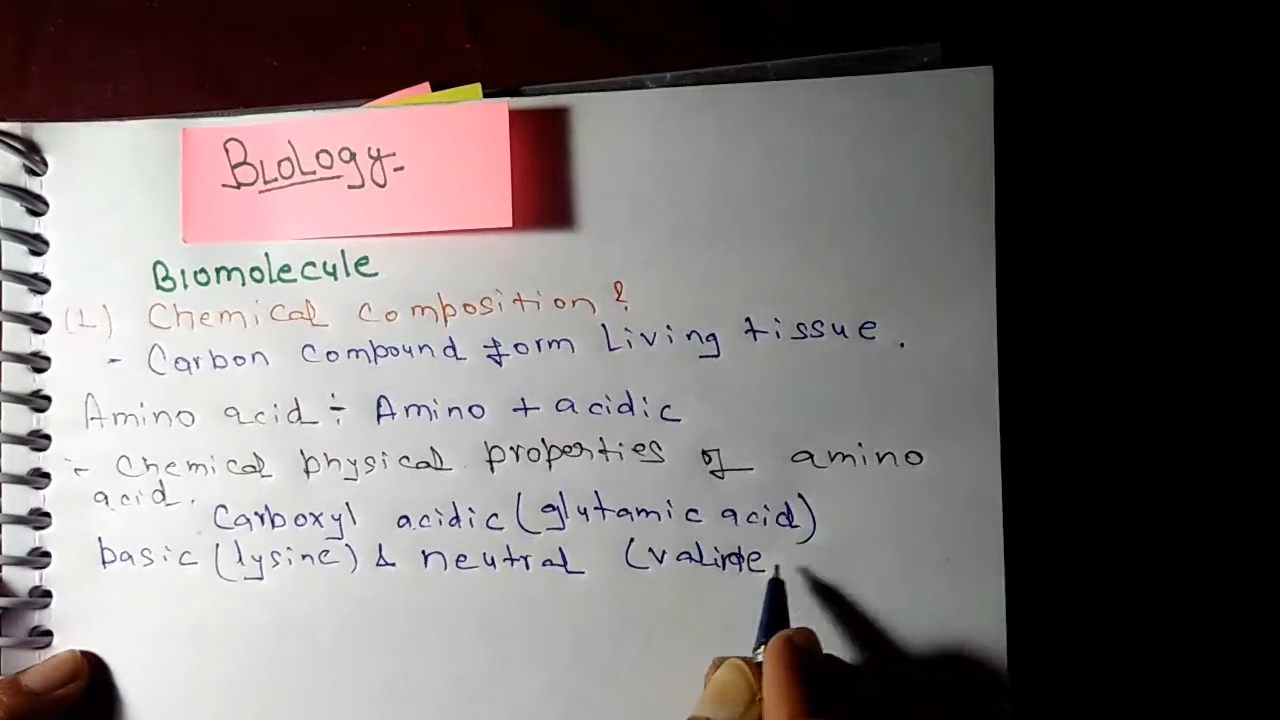 Biology-
Biomolecule
(1) Chemical composition?
- Carbon compound form Living tissue.
Amino acid ÷ Amino + acidic
:- Chemical physical properties of amino
acid.
Carboxyl acidic (glutamic acid)
basic (lysine) & neutral (valine